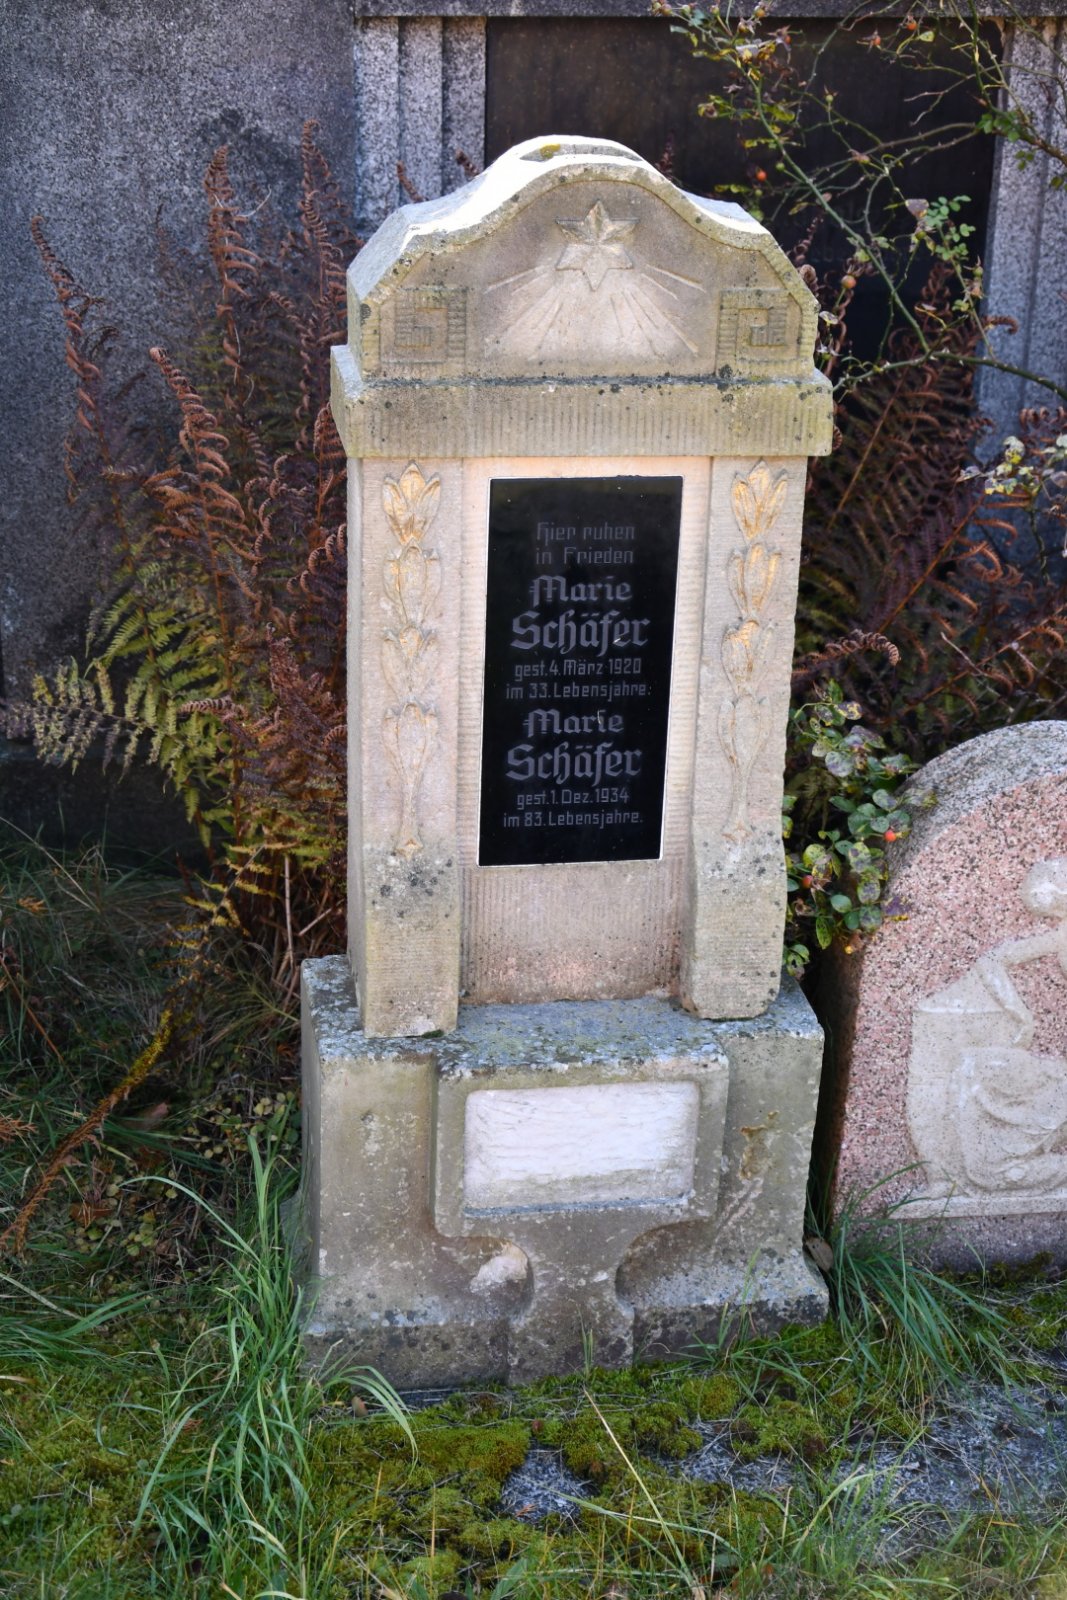 Hier ruhen
in Frieden
Marie
Schäfer
gest. 4. März 1920
im 33. Lebensjahre.
Marie
Schäfer
gest. 1. Dez. 1934
im 83. Lebensjahre.